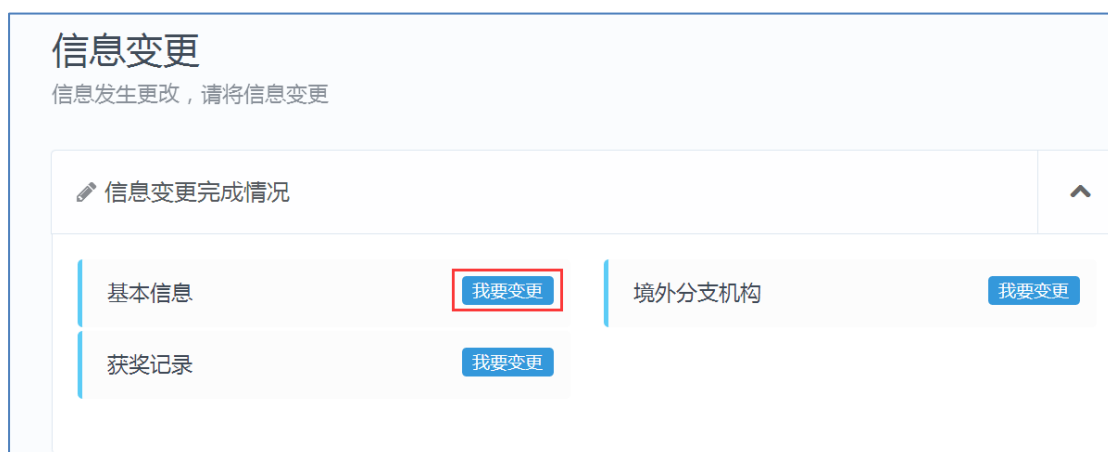 信息变更
信息发生更改，请将信息变更
信息变更完成情况
基本信息 我要变更 境外分支机构 我要变更
获奖记录 我要变更